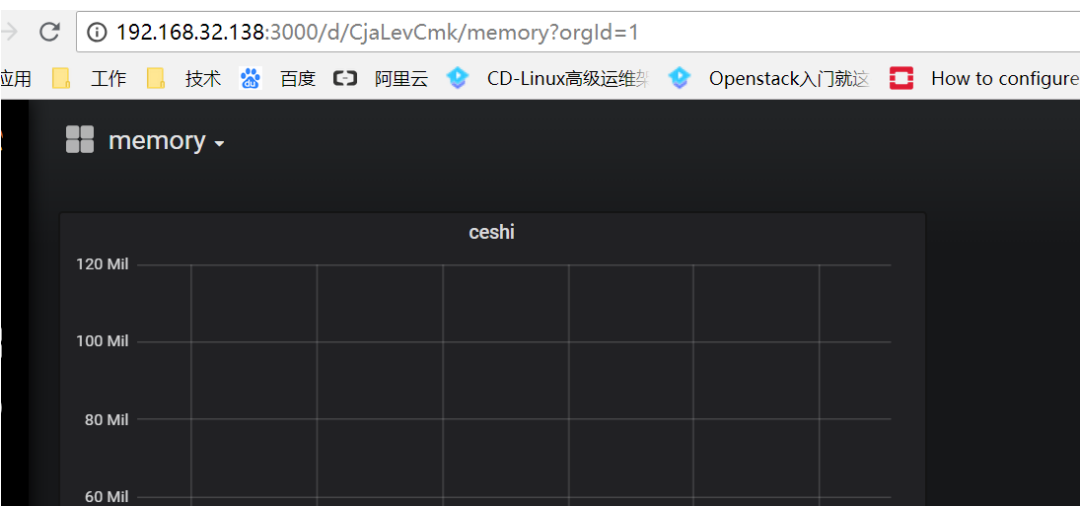 192.168.32.138:3000/d/CjaLevCmk/memory?orgId=1
应用 工作 技术 百度 阿里云 CD-Linux高级运维架 Openstack入门就这 How to configure
memory
ceshi
120 Mil
100 Mil
80 Mil
60 Mil